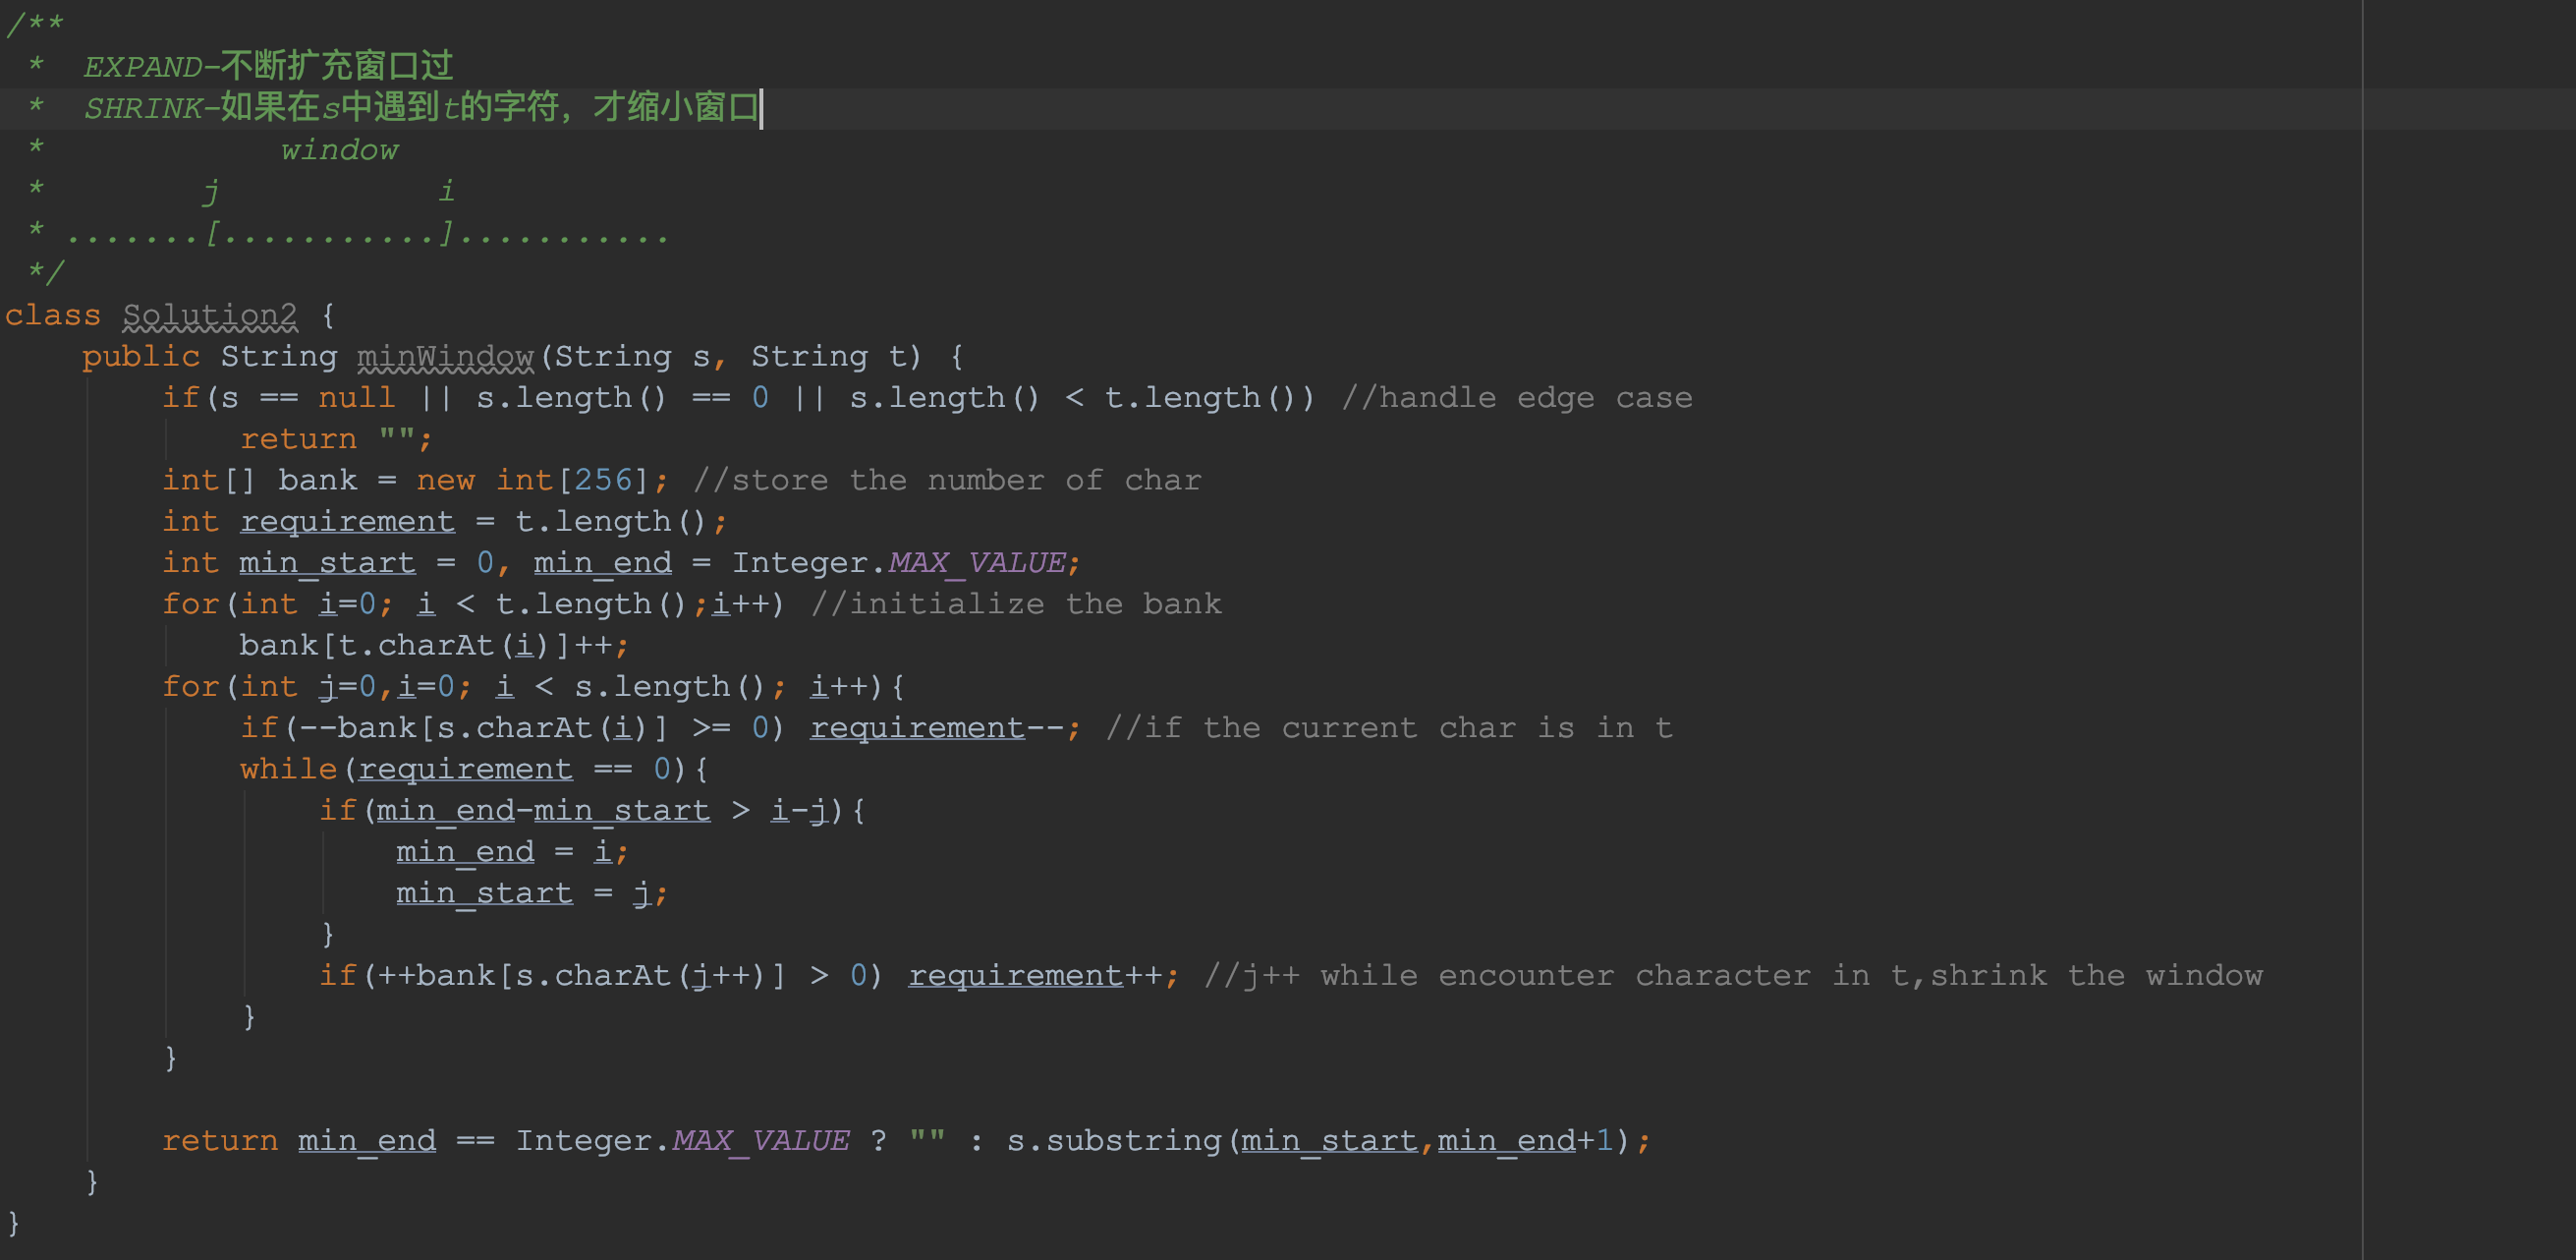 /**
 *  EXPAND-不断扩充窗口过
 *  SHRINK-如果在s中遇到t的字符，才缩小窗口
 *            window
 *        j           i
 * .......[...........]...........
 */
class Solution2 {
    public String minWindow(String s, String t) {
        if(s == null || s.length() == 0 || s.length() < t.length()) //handle edge case
            return "";
        int[] bank = new int[256]; //store the number of char
        int requirement = t.length();
        int min_start = 0, min_end = Integer.MAX_VALUE;
        for(int i=0; i < t.length();i++) //initialize the bank
            bank[t.charAt(i)]++;
        for(int j=0,i=0; i < s.length(); i++){
            if(--bank[s.charAt(i)] >= 0) requirement--; //if the current char is in t
            while(requirement == 0){
                if(min_end-min_start > i-j){
                    min_end = i;
                    min_start = j;
                }
                if(++bank[s.charAt(j++)] > 0) requirement++; //j++ while encounter character in t,shrink the window
            }
        }
        return min_end == Integer.MAX_VALUE ? "" : s.substring(min_start,min_end+1);
    }
}